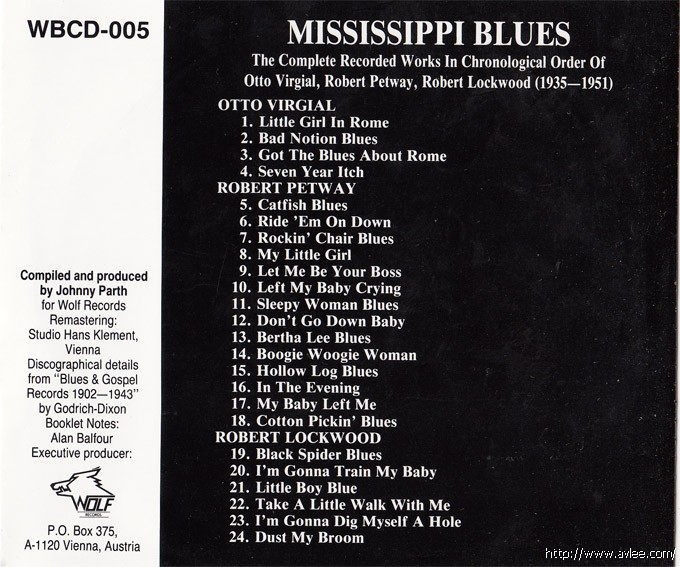 WBCD-005
MISSISSIPPI BLUES
The Complete Recorded Works In Chronological Order Of
Otto Virgial, Robert Petway, Robert Lockwood (1935—1951)
OTTO VIRGIAL
1. Little Girl In Rome
2. Bad Notion Blues
3. Got The Blues About Rome
4. Seven Year Itch
ROBERT PETWAY
5. Catfish Blues
6. Ride 'Em On Down
7. Rockin' Chair Blues
8. My Little Girl
9. Let Me Be Your Boss
10. Left My Baby Crying
11. Sleepy Woman Blues
12. Don't Go Down Baby
13. Bertha Lee Blues
14. Boogie Woogie Woman
15. Hollow Log Blues
16. In The Evening
17. My Baby Left Me
18. Cotton Pickin' Blues
ROBERT LOCKWOOD
19. Black Spider Blues
20. I'm Gonna Train My Baby
21. Little Boy Blue
22. Take A Little Walk With Me
23. I'm Gonna Dig Myself A Hole
24. Dust My Broom
Compiled and produced
by Johnny Parth
for Wolf Records
Remastering:
Studio Hans Klement,
Vienna
Discographical details
from "Blues & Gospel
Records 1902—1943"
by Godrich-Dixon
Booklet Notes:
Alan Balfour
Executive producer:
WOLF
RECORDS
P.O. Box 375,
A-1120 Vienna, Austria
http://www.avlee.com/